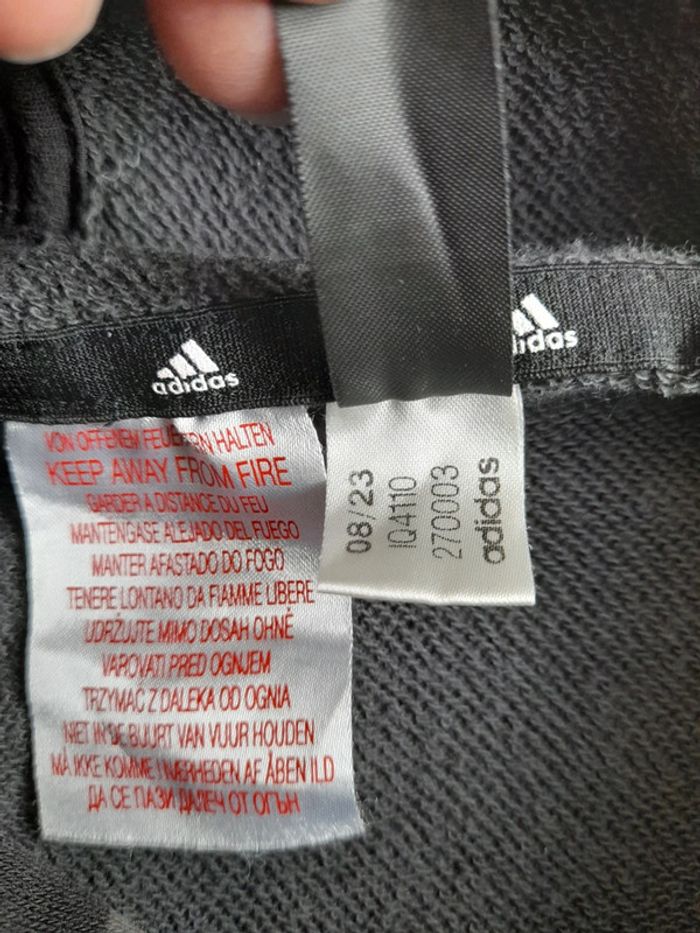 adidas
adidas
VON OFFENEM FEUER FERN HALTEN
KEEP AWAY FROM FIRE
GARDER A DISTANCE DU FEU
MANTENGASE ALEJADO DEL FUEGO
MANTER AFASTADO DO FOGO
TENERE LONTANO DA FIAMME LIBERE
UDRŽUJTE MIMO DOSAH OHNĚ
VAROVATI PRED OGNJEM
TRZYMAĆ Z DALEKA OD OGNIA
NIET IN DE BUURT VAN VUUR HOUDEN
MÅ IKKE KOMME I NÆRHEDEN AF ÅBEN ILD
ДА СЕ ПАЗИ ДАЛЕЧ ОТ ОГЪН
08/23
IQ4110
270003
adidas